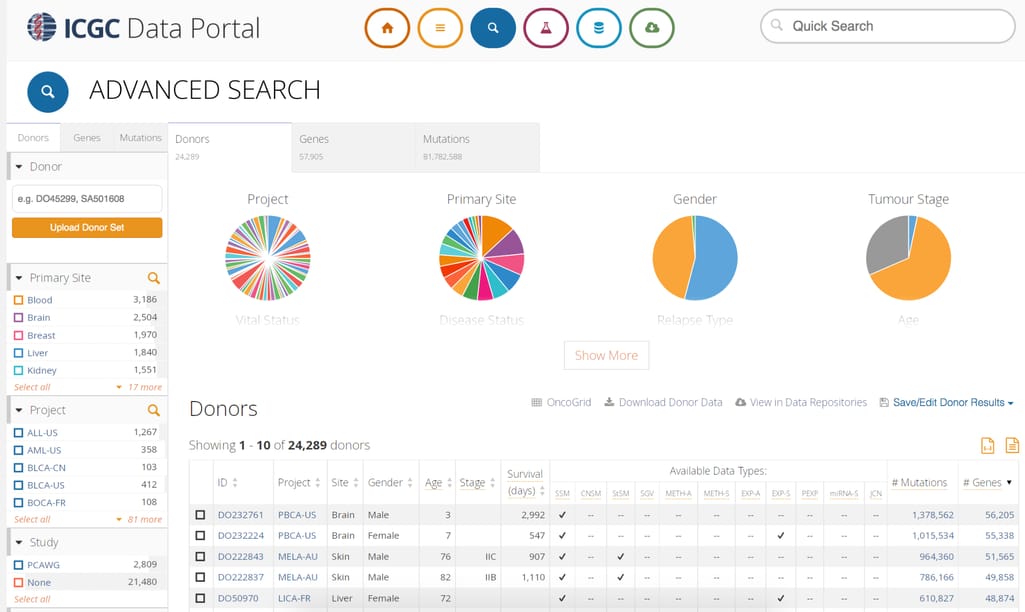 ICGC Data Portal
Quick Search
ADVANCED SEARCH
Donors Genes Mutations
Donors
24,289
Genes
57,905
Mutations
81,782,588
Donor
e.g. DO45299, SA501608
Upload Donor Set
Primary Site
Blood 3,186
Brain 2,504
Breast 1,970
Liver 1,840
Kidney 1,551
Select all 17 more
Project
ALL-US 1,267
AML-US 358
BLCA-CN 103
BLCA-US 412
BOCA-FR 108
Select all 81 more
Study
PCAWG 2,809
None 21,480
Select all
Project Primary Site Gender Tumour Stage
Vital Status Disease Status Relapse Type Age
Show More
Donors
OncoGrid Download Donor Data View in Data Repositories Save/Edit Donor Results
Showing 1 - 10 of 24,289 donors
ID Project Site Gender Age Stage Survival (days) Available Data Types: # Mutations # Genes
SSM CNSM StSM SGV METH-A METH-S EXP-A EXP-S PEXP miRNA-S JCN
DO232761 PBCA-US Brain Male 3 2,992 ✔ -- -- -- -- -- -- -- -- -- -- 1,378,562 56,205
DO232224 PBCA-US Brain Female 7 547 ✔ -- -- -- -- -- -- ✔ -- -- -- 1,015,534 55,338
DO222843 MELA-AU Skin Male 76 IIC 907 ✔ -- ✔ -- -- -- -- -- -- -- -- 964,360 51,565
DO222837 MELA-AU Skin Male 82 IIB 1,110 ✔ -- ✔ -- -- -- -- -- -- -- -- 786,166 49,858
DO50970 LICA-FR Liver Female 72 ✔ -- -- -- -- -- -- ✔ -- -- -- 610,827 48,874